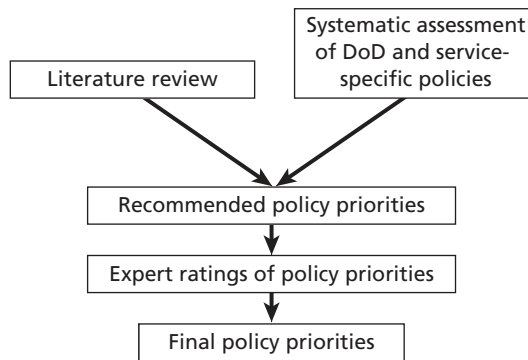 Literature review
Systematic assessment
of DoD and service-
specific policies
Recommended policy priorities
Expert ratings of policy priorities
Final policy priorities